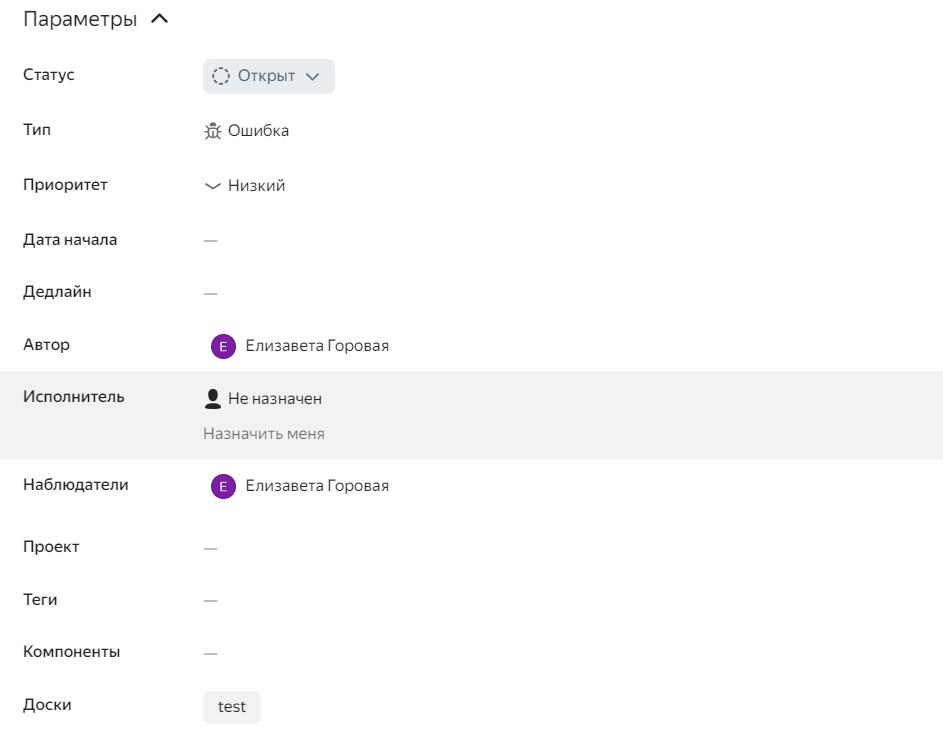 Параметры
Статус
Открыт
Тип
Ошибка
Приоритет
Низкий
Дата начала
—
Дедлайн
—
Автор
Е Елизавета Горовая
Исполнитель
Не назначен
Назначить меня
Наблюдатели
Е Елизавета Горовая
Проект
—
Теги
—
Компоненты
—
Доски
test